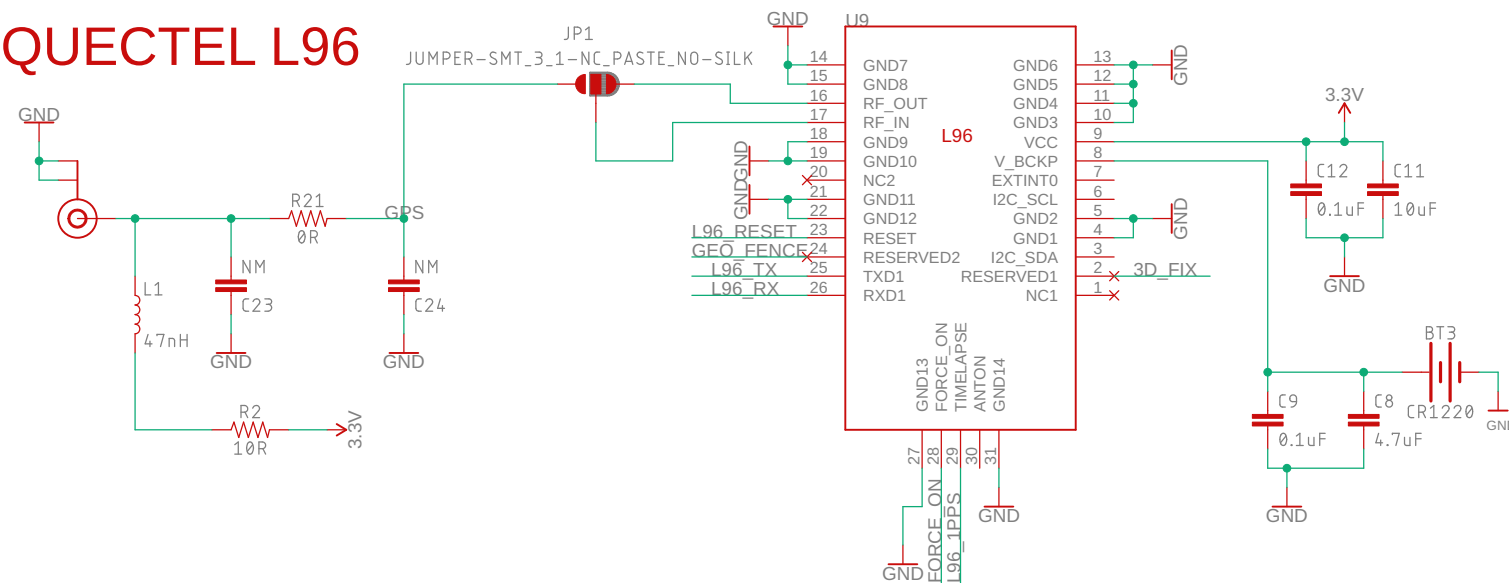 QUECTEL L96
JP1
JUMPER-SMT_3_1-NC_PASTE_NO-SILK
GND
U9
14 GND7
15 GND8
16 RF_OUT
17 RF_IN
18 GND9
19 GND10
20 NC2
21 GND11
22 GND12
23 RESET
24 RESERVED2
25 TXD1
26 RXD1
L96
GND6 13
GND5 12
GND4 11
GND3 10
VCC 9
V_BCKP 8
EXTINT0 7
I2C_SCL 6
GND2 5
GND1 4
I2C_SDA 3
RESERVED1 2
NC1 1
GND13 27
FORCE_ON 28
TIMELAPSE 29
ANTON 30
GND14 31
GND
GND
L96_RESET
GEO_FENCE
L96_TX
L96_RX
GND
GND
3D_FIX
GND
R21
0R
GPS
NM
C23
GND
NM
C24
GND
L1
47nH
R2
10R
3.3V
GND
FORCE_ON
L96_1PPS
GND
3.3V
C12
0.1uF
C11
10uF
GND
BT3
CR1220
C9
0.1uF
C8
4.7uF
GND
GNI